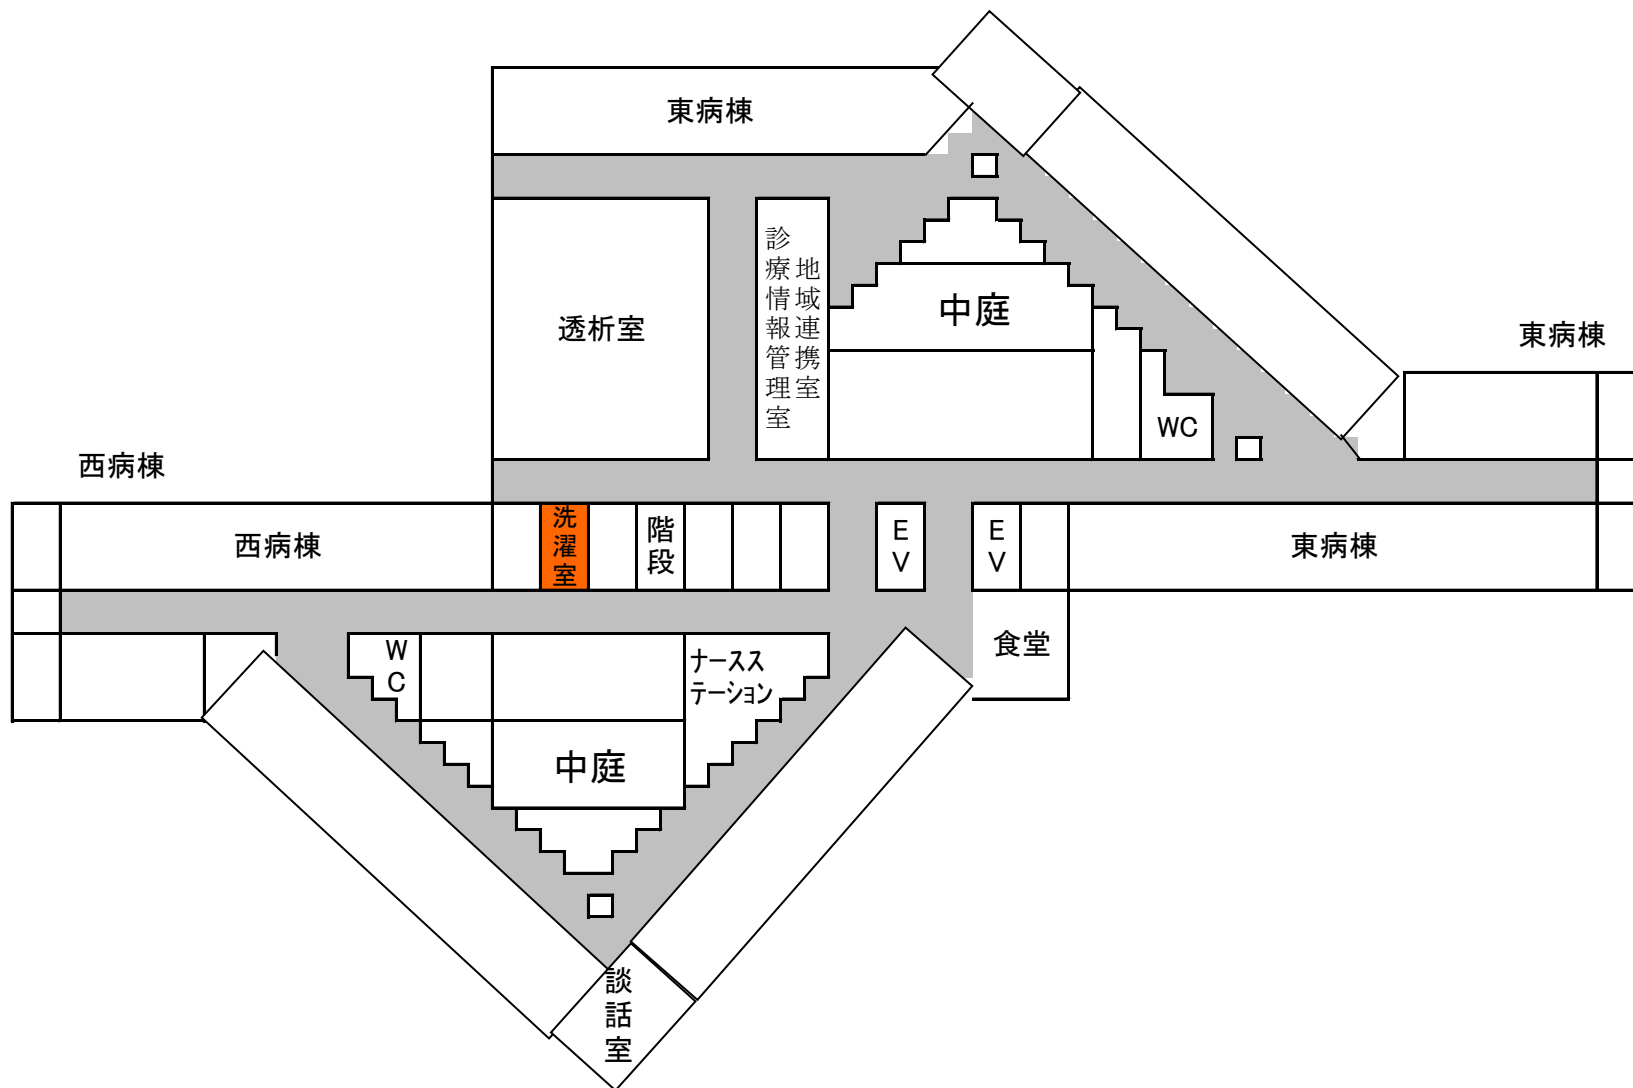 東病棟
診療情報管理室
地域連携室
中庭
透析室
東病棟
WC
西病棟
洗濯室
階段
EV
EV
西病棟
東病棟
WC
ナースス
テーション
食堂
中庭
談話室